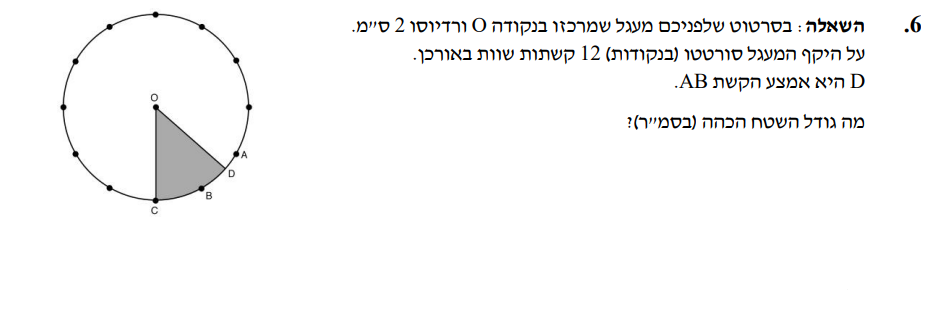 6. השאלה : בסרטוט שלפניכם מעגל שמרכזו בנקודה O ורדיוסו 2 ס״מ.
על היקף המעגל סורטטו (בנקודות) 12 קשתות שוות באורכן.
D היא אמצע הקשת AB.
מה גודל השטח הכהה (בסמ״ר)?
O
A
D
B
C